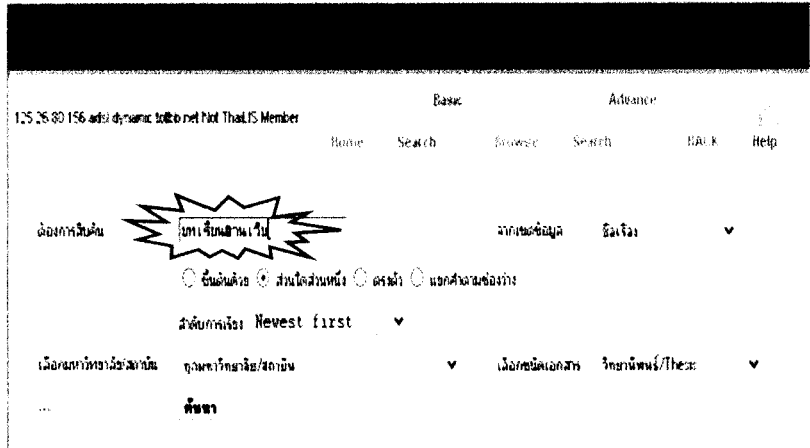 Basic Advance
125.26.80.156.adsl.dynamic.totbb.net Not ThaiLIS Member
Home Search Browse Search BACK Help
ต้องการสืบค้น บทเรียนผ่านเว็บ จากเขตข้อมูล ชื่อเรื่อง
ขึ้นต้นด้วย ส่วนใดส่วนหนึ่ง ตรงตัว แยกคำตามช่องว่าง
ลำดับการเรียง Newest first
เลือกมหาวิทยาลัย/สถาบัน ทุกมหาวิทยาลัย/สถาบัน เลือกชนิดเอกสาร วิทยานิพนธ์/Thesis
... ค้นหา